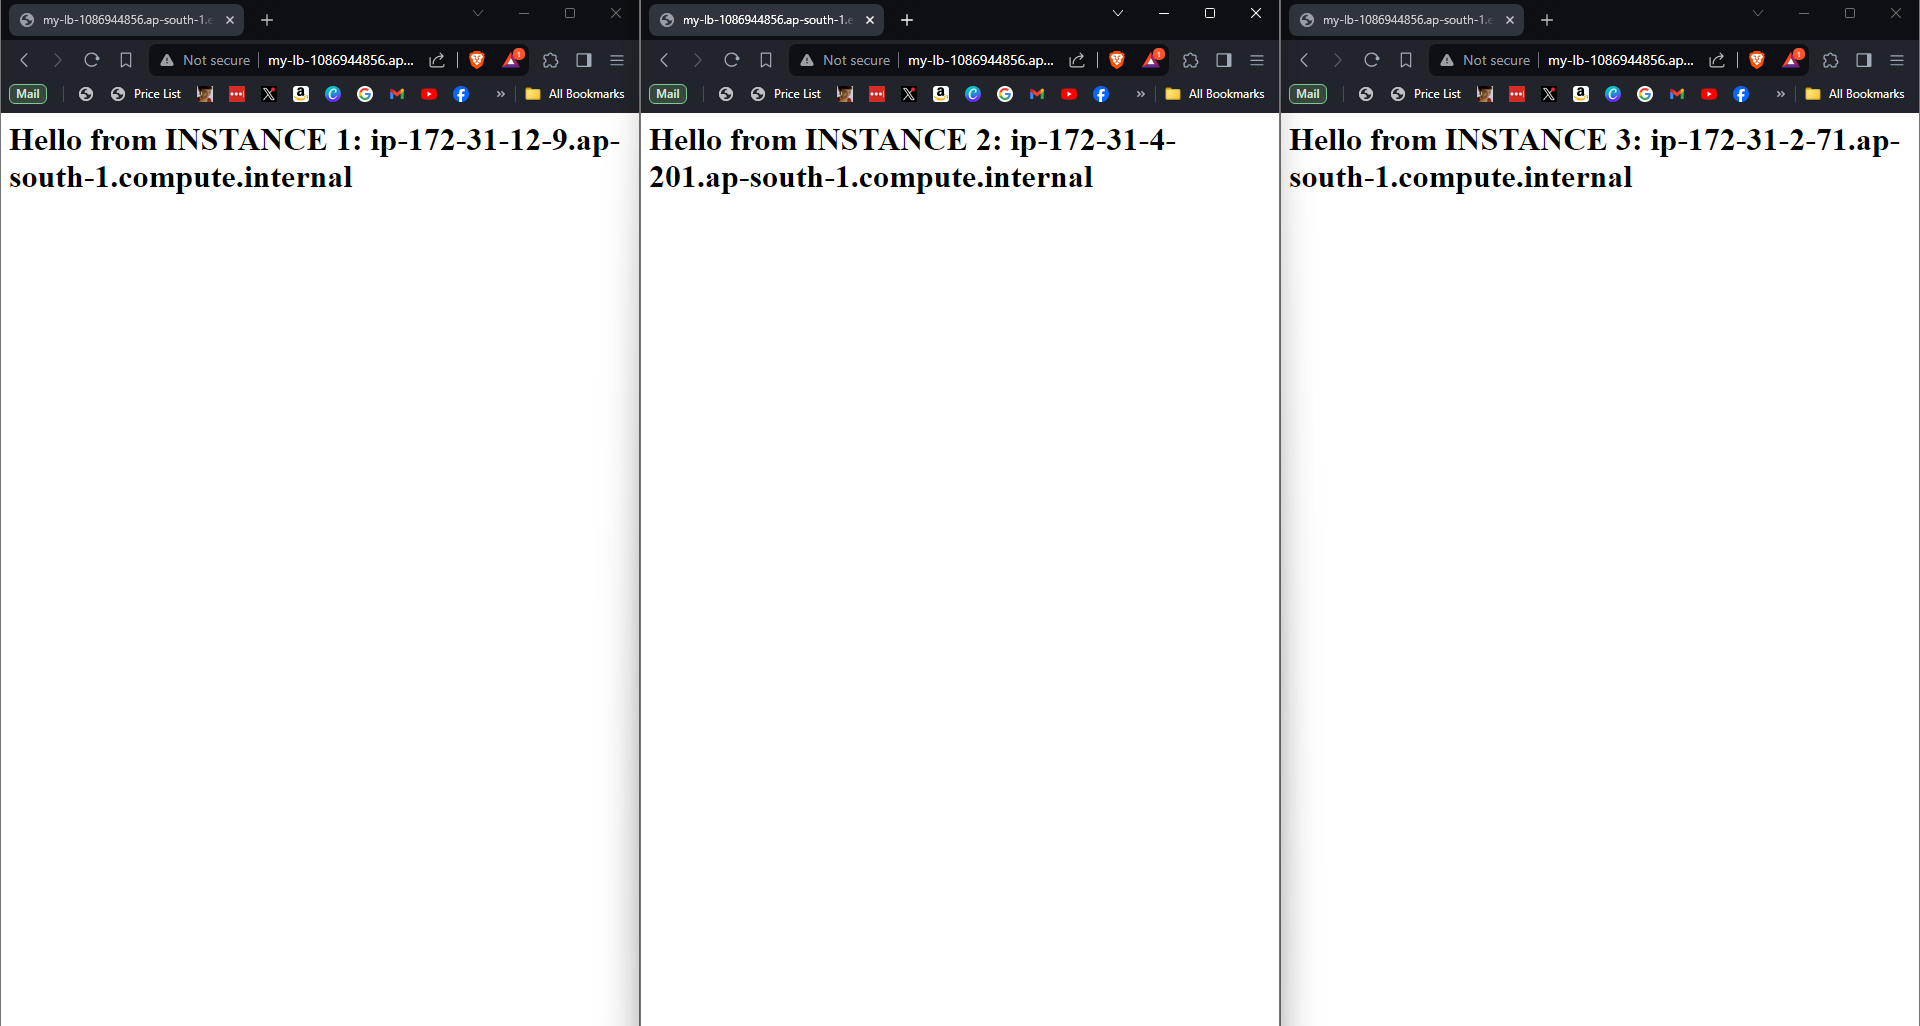 my-lb-1086944856.ap-south-1.e
Not secure my-lb-1086944856.ap...
1
Mail Price List All Bookmarks
Hello from INSTANCE 1: ip-172-31-12-9.ap-
south-1.compute.internal
my-lb-1086944856.ap-south-1.e
Not secure my-lb-1086944856.ap...
1
Mail Price List All Bookmarks
Hello from INSTANCE 2: ip-172-31-4-
201.ap-south-1.compute.internal
my-lb-1086944856.ap-south-1.e
Not secure my-lb-1086944856.ap...
1
Mail Price List All Bookmarks
Hello from INSTANCE 3: ip-172-31-2-71.ap-
south-1.compute.internal